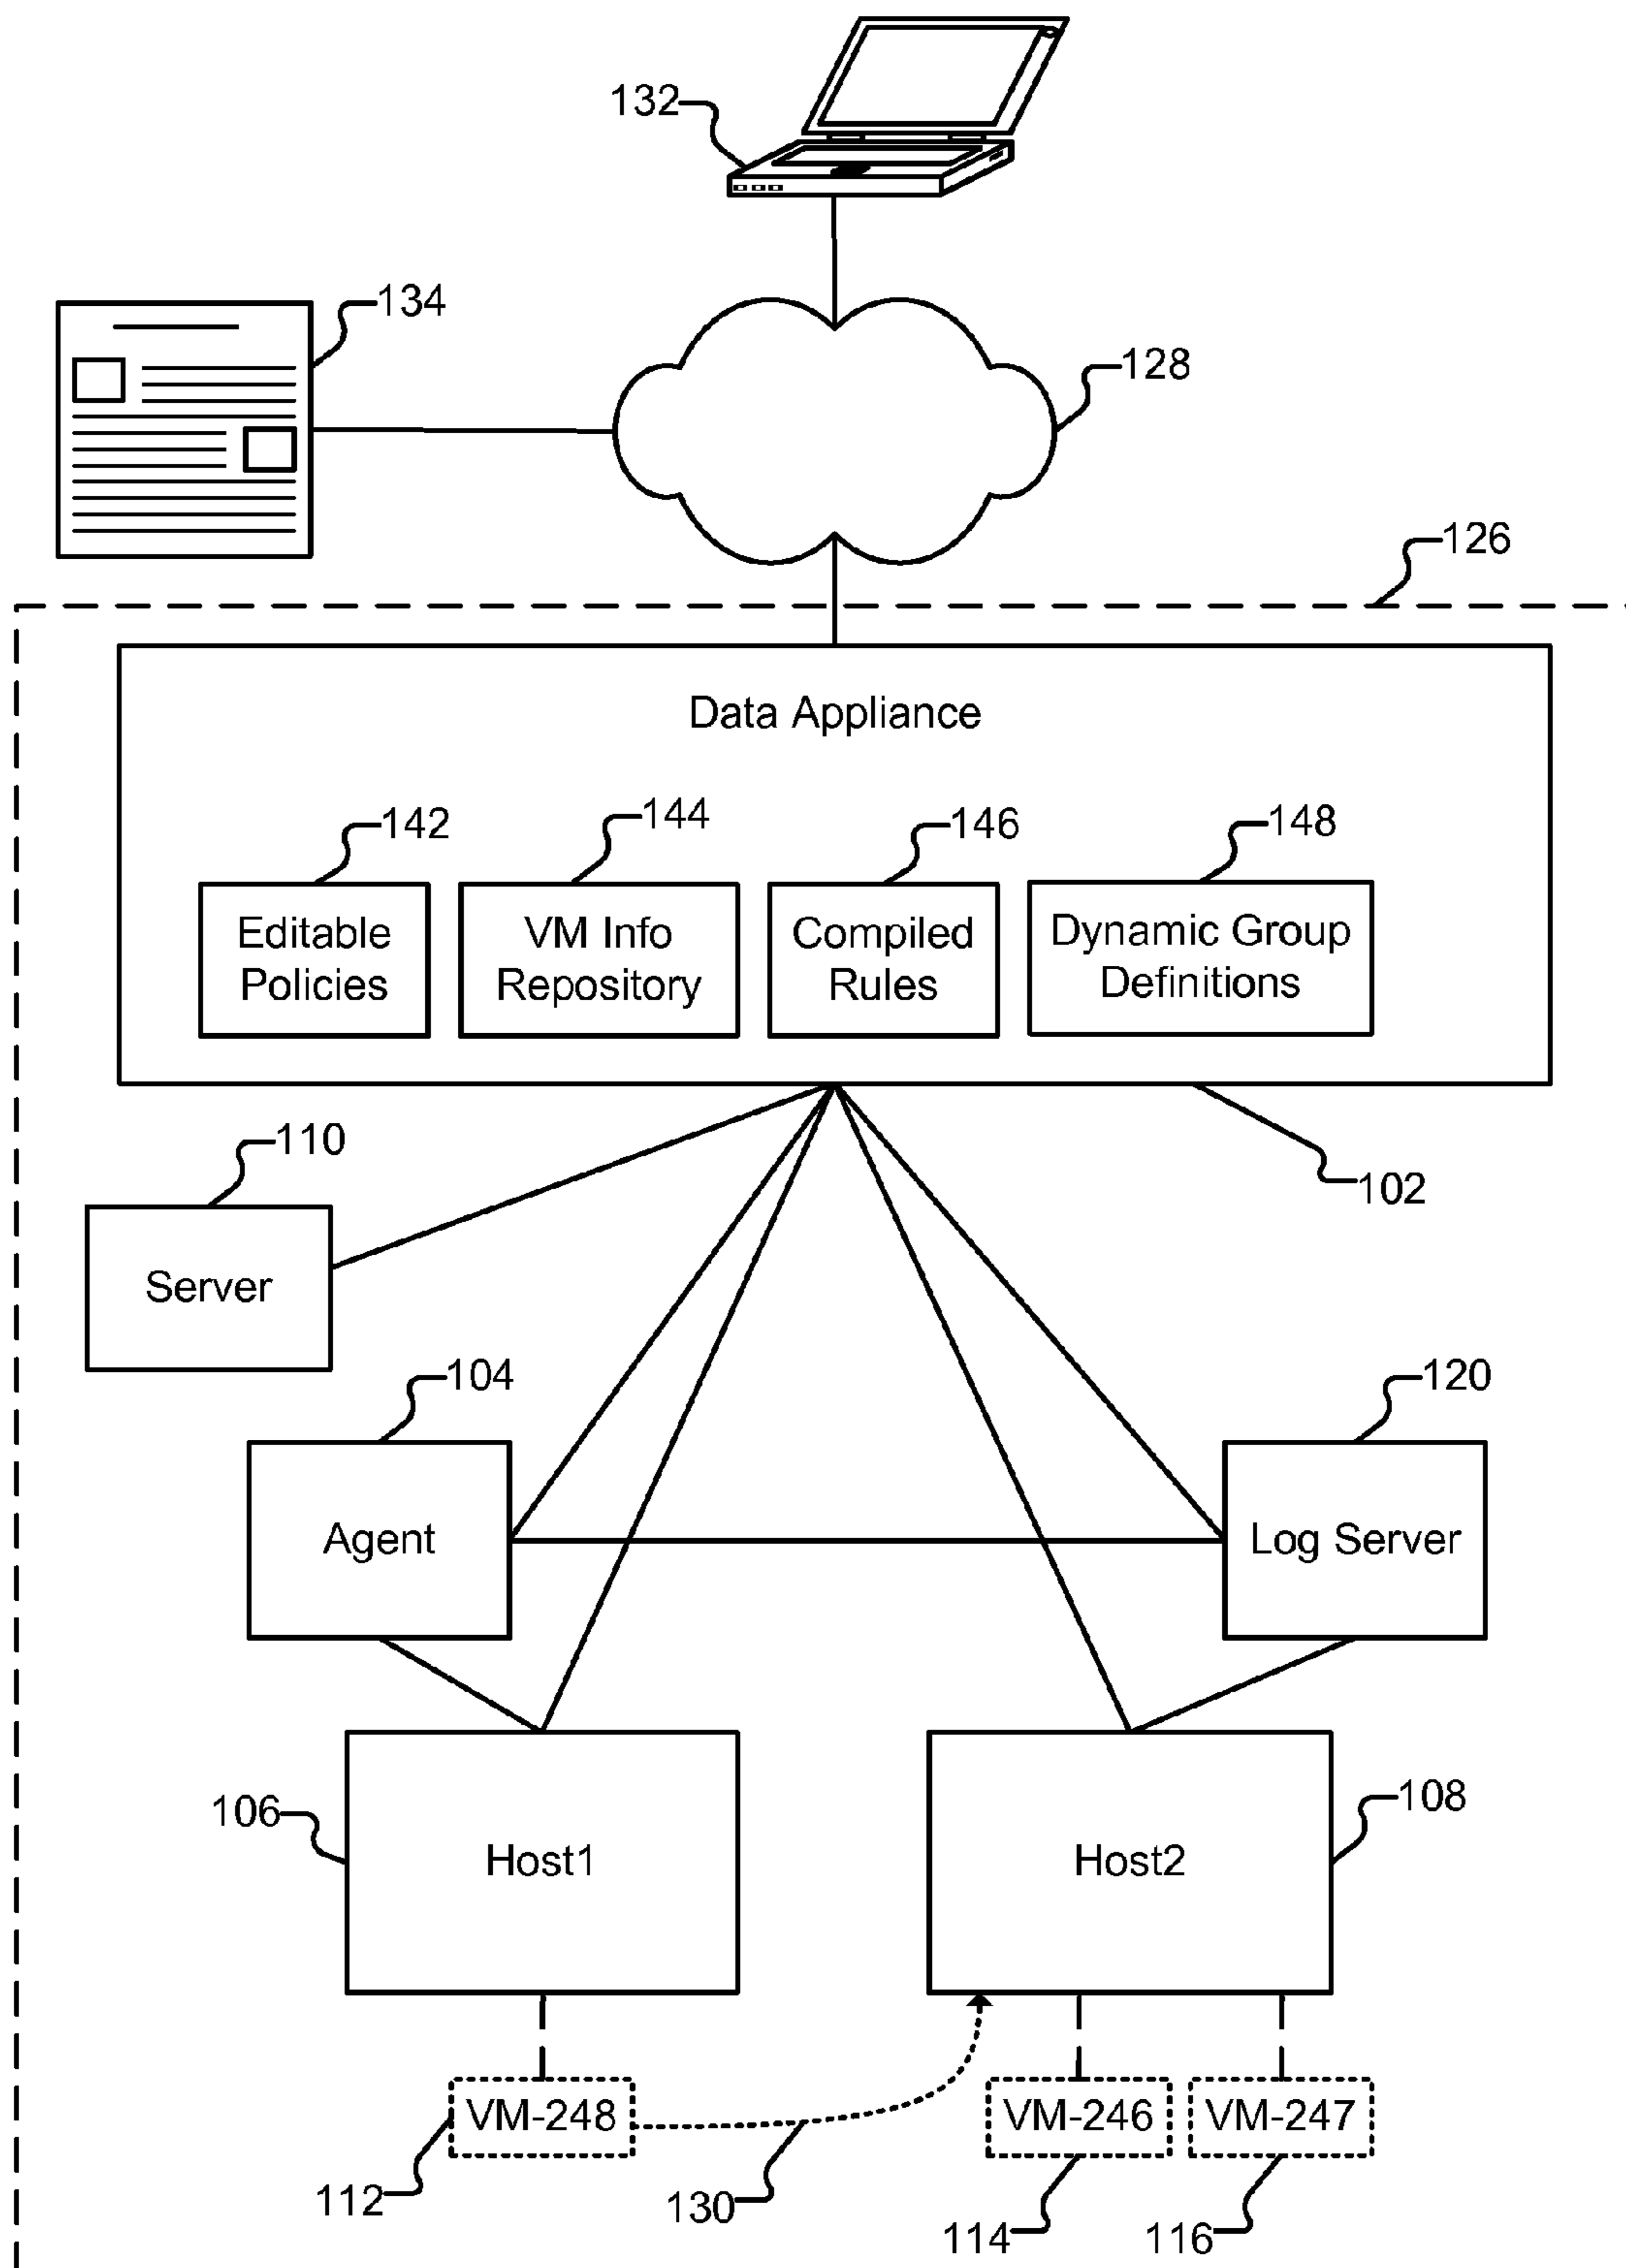 132
134
128
126
Data Appliance
142
144
146
148
Editable
Policies
VM Info
Repository
Compiled
Rules
Dynamic Group
Definitions
110
102
Server
104
120
Agent
Log Server
106
108
Host1
Host2
VM-248
VM-246
VM-247
112
130
114
116